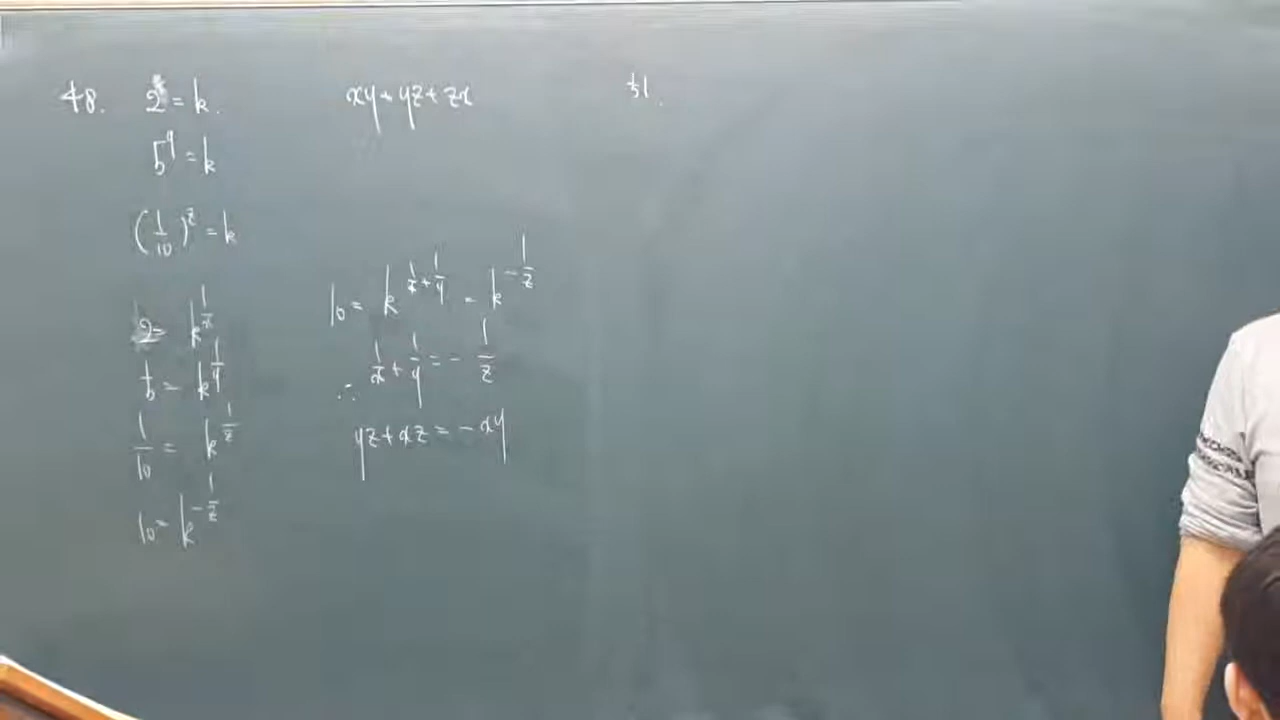 48. 2^x = k.
5^y = k
(1/10)^z = k
2 = k^(1/x)
5 = k^(1/y)
1/10 = k^(1/z)
10 = k^(-1/z)
xy + yz + zx
10 = k^(1/x + 1/y) = k^(-1/z)
∴ 1/x + 1/y = - 1/z
yz + xz = - xy
51.